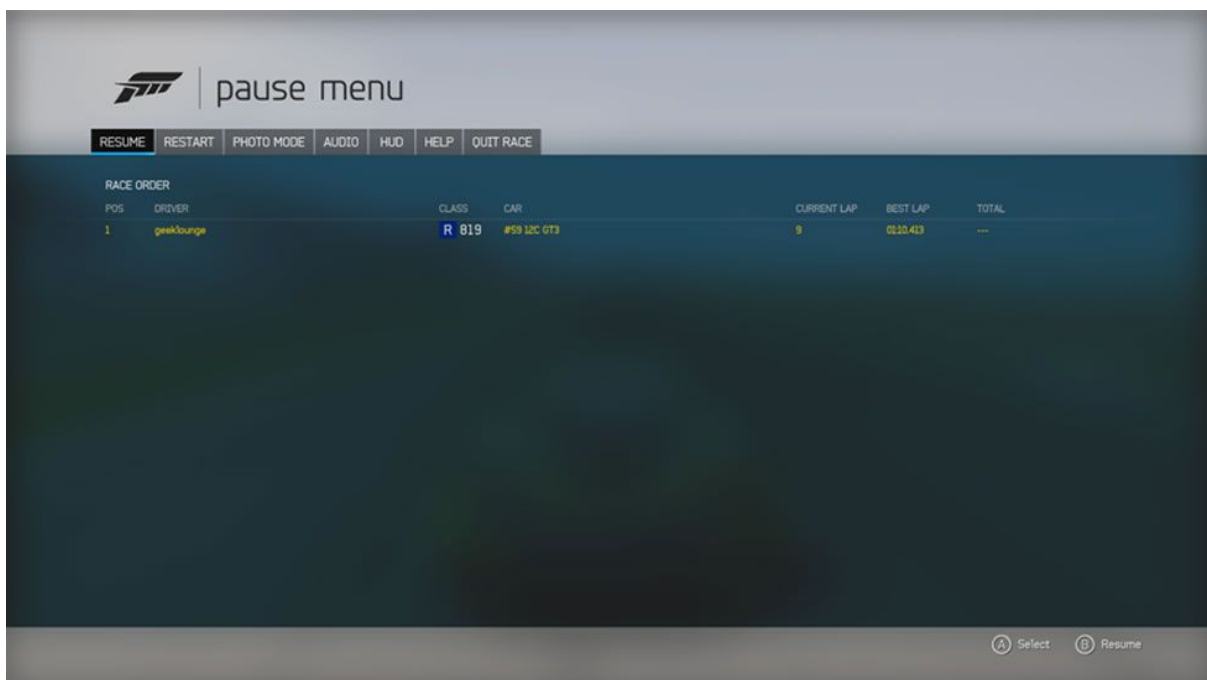 pause menu
RESUME RESTART PHOTO MODE AUDIO HUD HELP QUIT RACE
RACE ORDER
POS DRIVER CLASS CAR CURRENT LAP BEST LAP TOTAL
1 geeklounge R 819 #59 12C GT3 9 01:10.413 ---
A Select B Resume